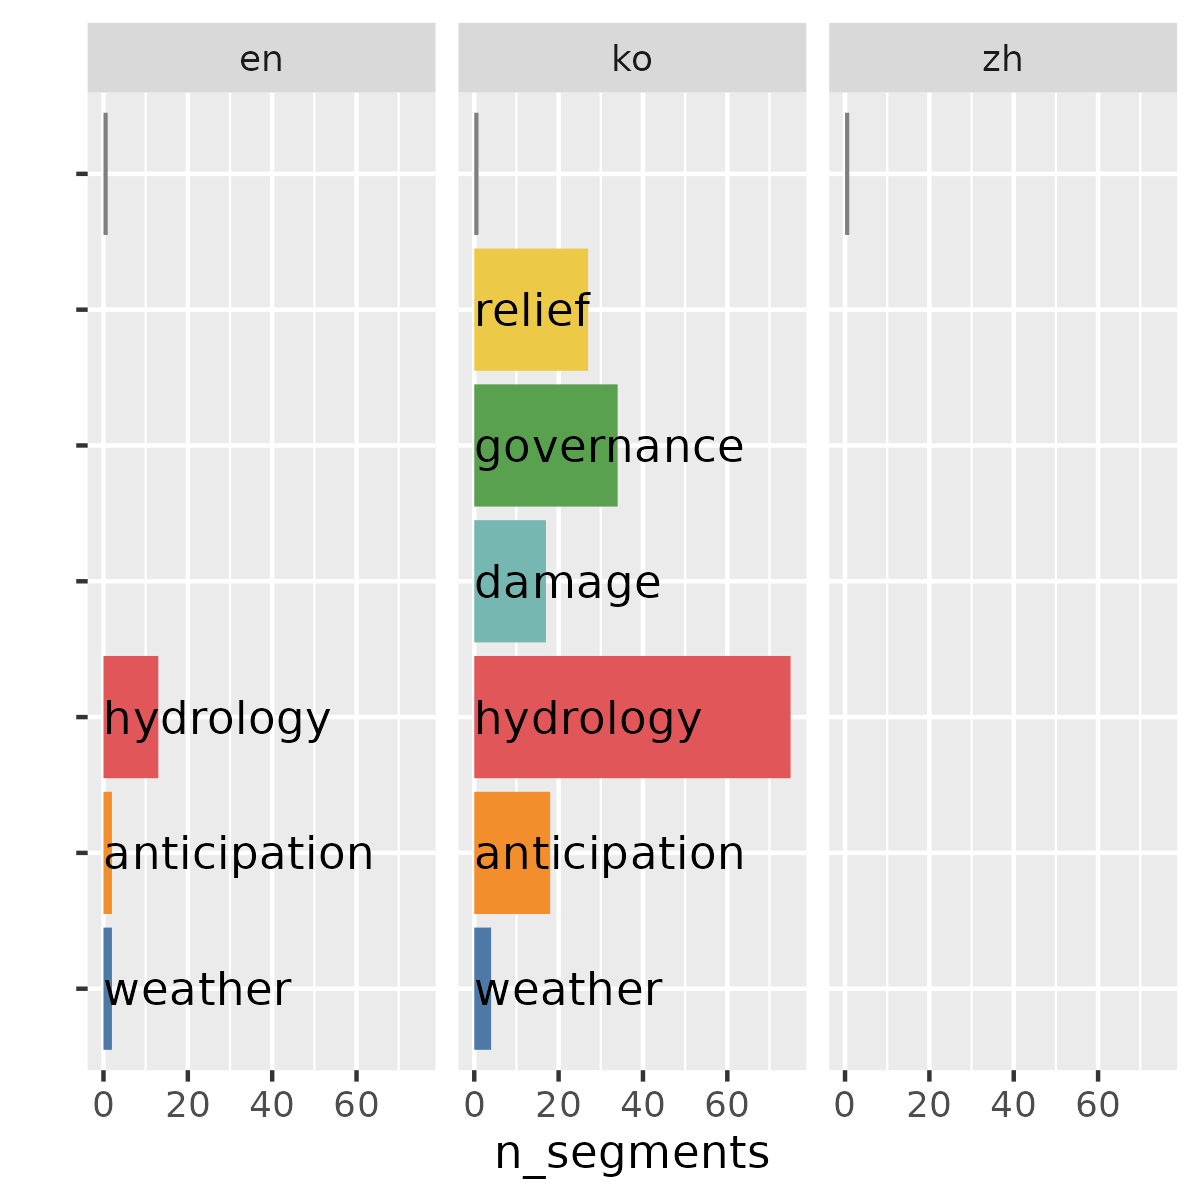 en ko zh
relief
governance
damage
hydrology hydrology
anticipation anticipation
weather weather
0 20 40 60 0 20 40 60 0 20 40 60
n_segments